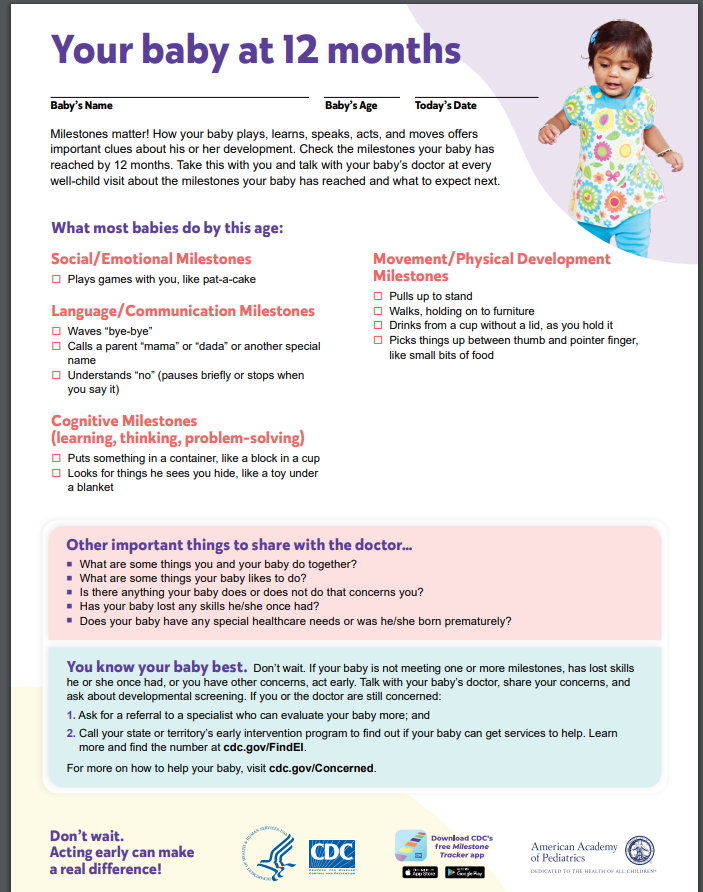 Your baby at 12 months
Baby's Name
Baby's Age
Today's Date
Milestones matter! How your baby plays, learns, speaks, acts, and moves offers
important clues about his or her development. Check the milestones your baby has
reached by 12 months. Take this with you and talk with your baby's doctor at every
well-child visit about the milestones your baby has reached and what to expect next.
What most babies do by this age:
Social/Emotional Milestones
Plays games with you, like pat-a-cake
Language/Communication Milestones
Waves “bye-bye”
Calls a parent “mama” or “dada” or another special
name
Understands “no” (pauses briefly or stops when
you say it)
Cognitive Milestones
(learning, thinking, problem-solving)
Puts something in a container, like a block in a cup
Looks for things he sees you hide, like a toy under
a blanket
Movement/Physical Development
Milestones
Pulls up to stand
Walks, holding on to furniture
Drinks from a cup without a lid, as you hold it
Picks things up between thumb and pointer finger,
like small bits of food
Other important things to share with the doctor…
What are some things you and your baby do together?
What are some things your baby likes to do?
Is there anything your baby does or does not do that concerns you?
Has your baby lost any skills he/she once had?
Does your baby have any special healthcare needs or was he/she born prematurely?
You know your baby best. Don't wait. If your baby is not meeting one or more milestones, has lost skills
he or she once had, or you have other concerns, act early. Talk with your baby's doctor, share your concerns, and
ask about developmental screening. If you or the doctor are still concerned:
1. Ask for a referral to a specialist who can evaluate your baby more; and
2. Call your state or territory's early intervention program to find out if your baby can get services to help. Learn
more and find the number at cdc.gov/FindEI.
For more on how to help your baby, visit cdc.gov/Concerned.
Don't wait.
Acting early can make
a real difference!
CDC
Download CDC's
free Milestone
Tracker app
App Store
Google Play
American Academy
of Pediatrics
DEDICATED TO THE HEALTH OF ALL CHILDREN®